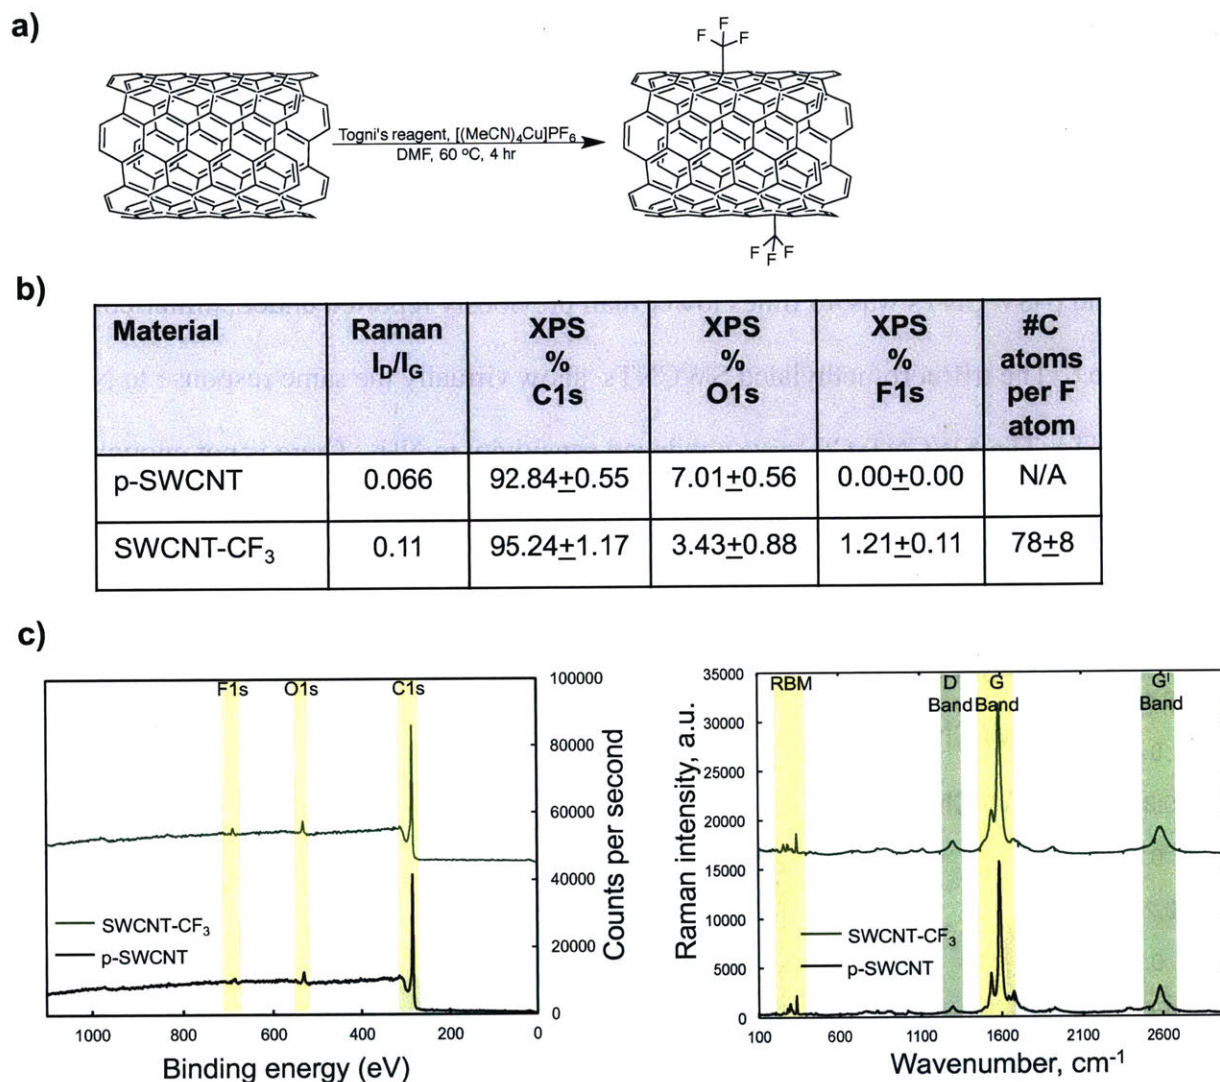 a)
F
F F
Togni's reagent, [(MeCN)₄Cu]PF₆
DMF, 60 ºC, 4 hr
F F
F
b)
Material Raman I_D/I_G XPS % C1s XPS % O1s XPS % F1s #C atoms per F atom
p-SWCNT 0.066 92.84±0.55 7.01±0.56 0.00±0.00 N/A
SWCNT-CF₃ 0.11 95.24±1.17 3.43±0.88 1.21±0.11 78±8
c)
F1s O1s C1s
100000
80000
60000
40000
20000
0
Counts per second
SWCNT-CF₃
p-SWCNT
1000 800 600 400 200 0
Binding energy (eV)
RBM D Band G Band G' Band
35000
30000
25000
20000
15000
10000
5000
0
Raman intensity, a.u.
SWCNT-CF₃
p-SWCNT
100 600 1100 1600 2100 2600
Wavenumber, cm⁻¹